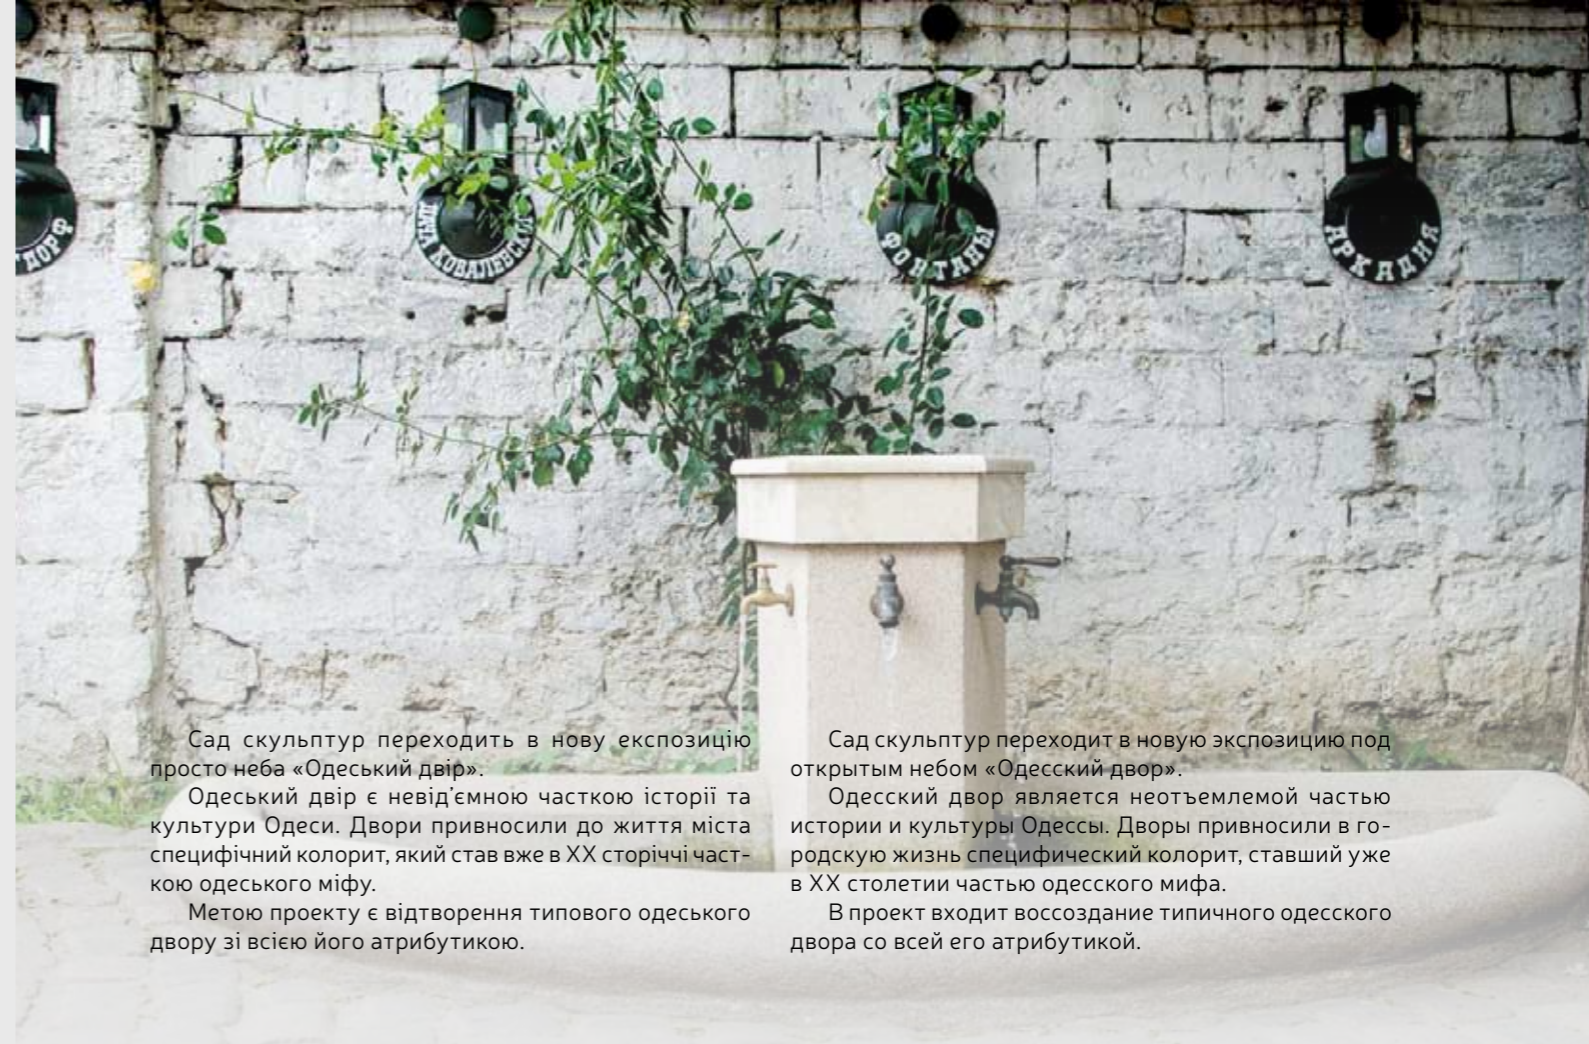 ДОРФ
ДАЧА КОВАЛЕВСКОГО
ФОНТАНЫ
АРКАДИЯ
Сад скульптур переходить в нову експозицію
просто неба «Одеський двір».
Одеський двір є невід’ємною часткою історії та
культури Одеси. Двори привносили до життя міста
специфічний колорит, який став вже в ХХ сторіччі част-
кою одеського міфу.
Метою проекту є відтворення типового одеського
двору зі всією його атрибутикою.
Сад скульптур переходит в новую экспозицию под
открытым небом «Одесский двор».
Одесский двор является неотъемлемой частью
истории и культуры Одессы. Дворы привносили в го-
родскую жизнь специфический колорит, ставший уже
в ХХ столетии частью одесского мифа.
В проект входит воссоздание типичного одесского
двора со всей его атрибутикой.